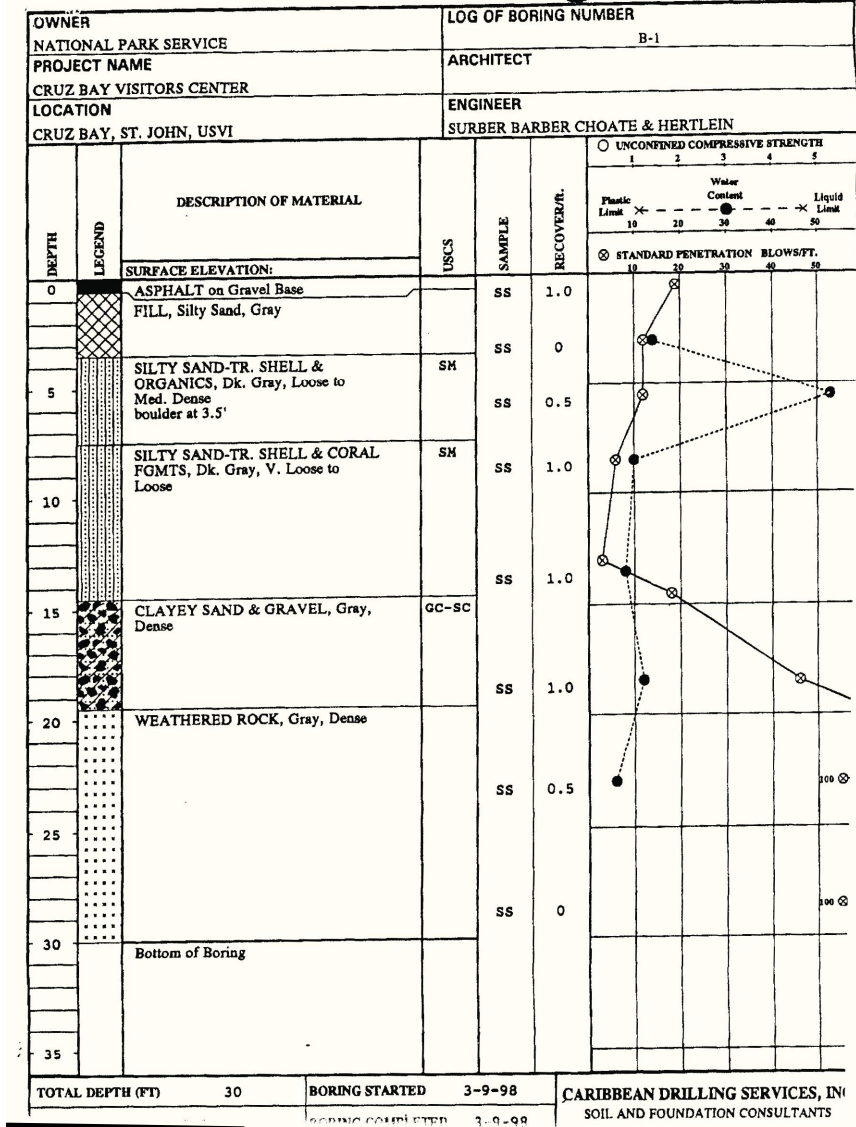 OWNER
NATIONAL PARK SERVICE
LOG OF BORING NUMBER
B-1
PROJECT NAME
CRUZ BAY VISITORS CENTER
ARCHITECT
LOCATION
CRUZ BAY, ST. JOHN, USVI
ENGINEER
SURBER BARBER CHOATE & HERTLEIN
DEPTH
LEGEND
DESCRIPTION OF MATERIAL
SURFACE ELEVATION:
USCS
SAMPLE
RECOVER/ft.
UNCONFINED COMPRESSIVE STRENGTH
1 2 3 4 5
Plastic Limit
Water Content
Liquid Limit
10 20 30 40 50
STANDARD PENETRATION BLOWS/FT.
10 20 30 40 50
0 ASPHALT on Gravel Base SS 1.0
FILL, Silty Sand, Gray
SS 0
SILTY SAND-TR. SHELL & SM
ORGANICS, Dk. Gray, Loose to
5 Med. Dense SS 0.5
boulder at 3.5'
SILTY SAND-TR. SHELL & CORAL SM
FGMTS, Dk. Gray, V. Loose to SS 1.0
Loose
10
SS 1.0
15 CLAYEY SAND & GRAVEL, Gray, GC-SC
Dense
SS 1.0
20 WEATHERED ROCK, Gray, Dense
SS 0.5 100
25
SS 0 100
30
Bottom of Boring
35
TOTAL DEPTH (FT) 30 BORING STARTED 3-9-98
BORING COMPLETED 3-9-98
CARIBBEAN DRILLING SERVICES, IN
SOIL AND FOUNDATION CONSULTANTS